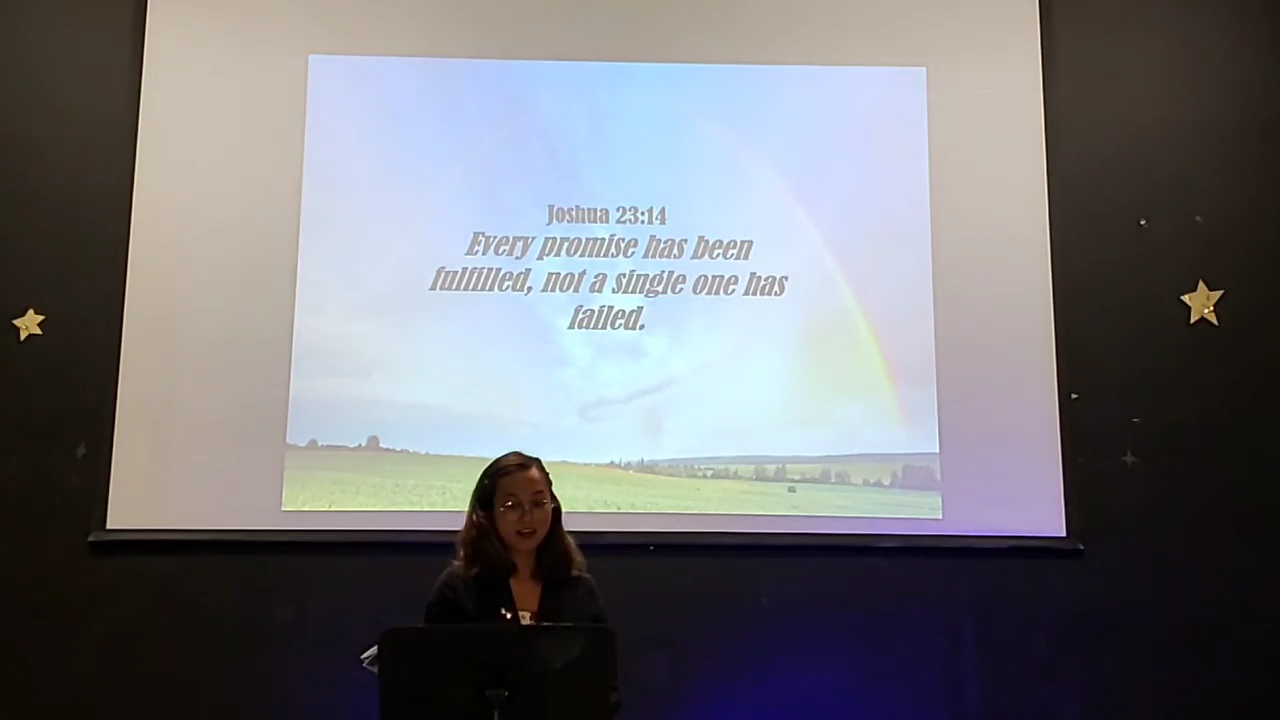 Joshua 23:14
Every promise has been
fulfilled, not a single one has
failed.